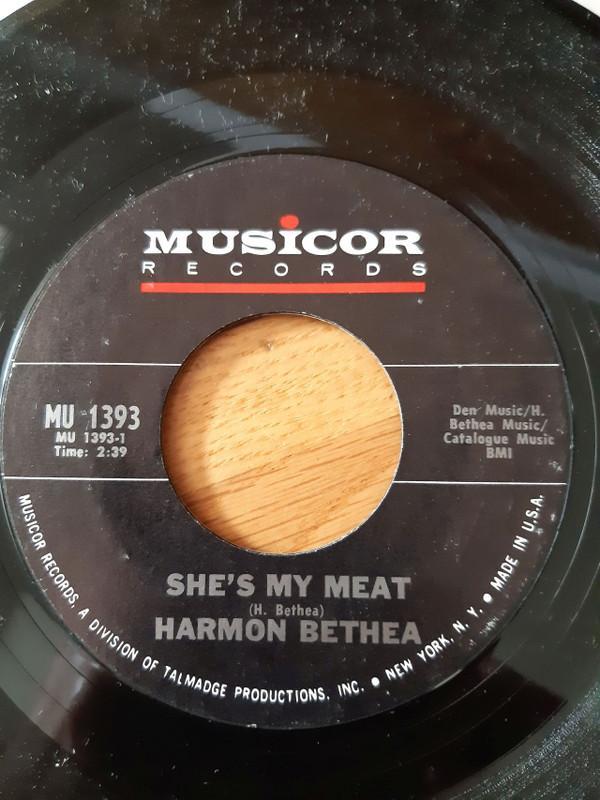 MUSiCOR
RECORDS
MU 1393
MU 1393-1
Time: 2:39
Den Music/H.
Bethea Music/
Catalogue Music
BMI
SHE'S MY MEAT
(H. Bethea)
HARMON BETHEA
MUSICOR RECORDS, A DIVISION OF TALMADGE PRODUCTIONS, INC. • NEW YORK, N. Y. • MADE IN U.S.A.